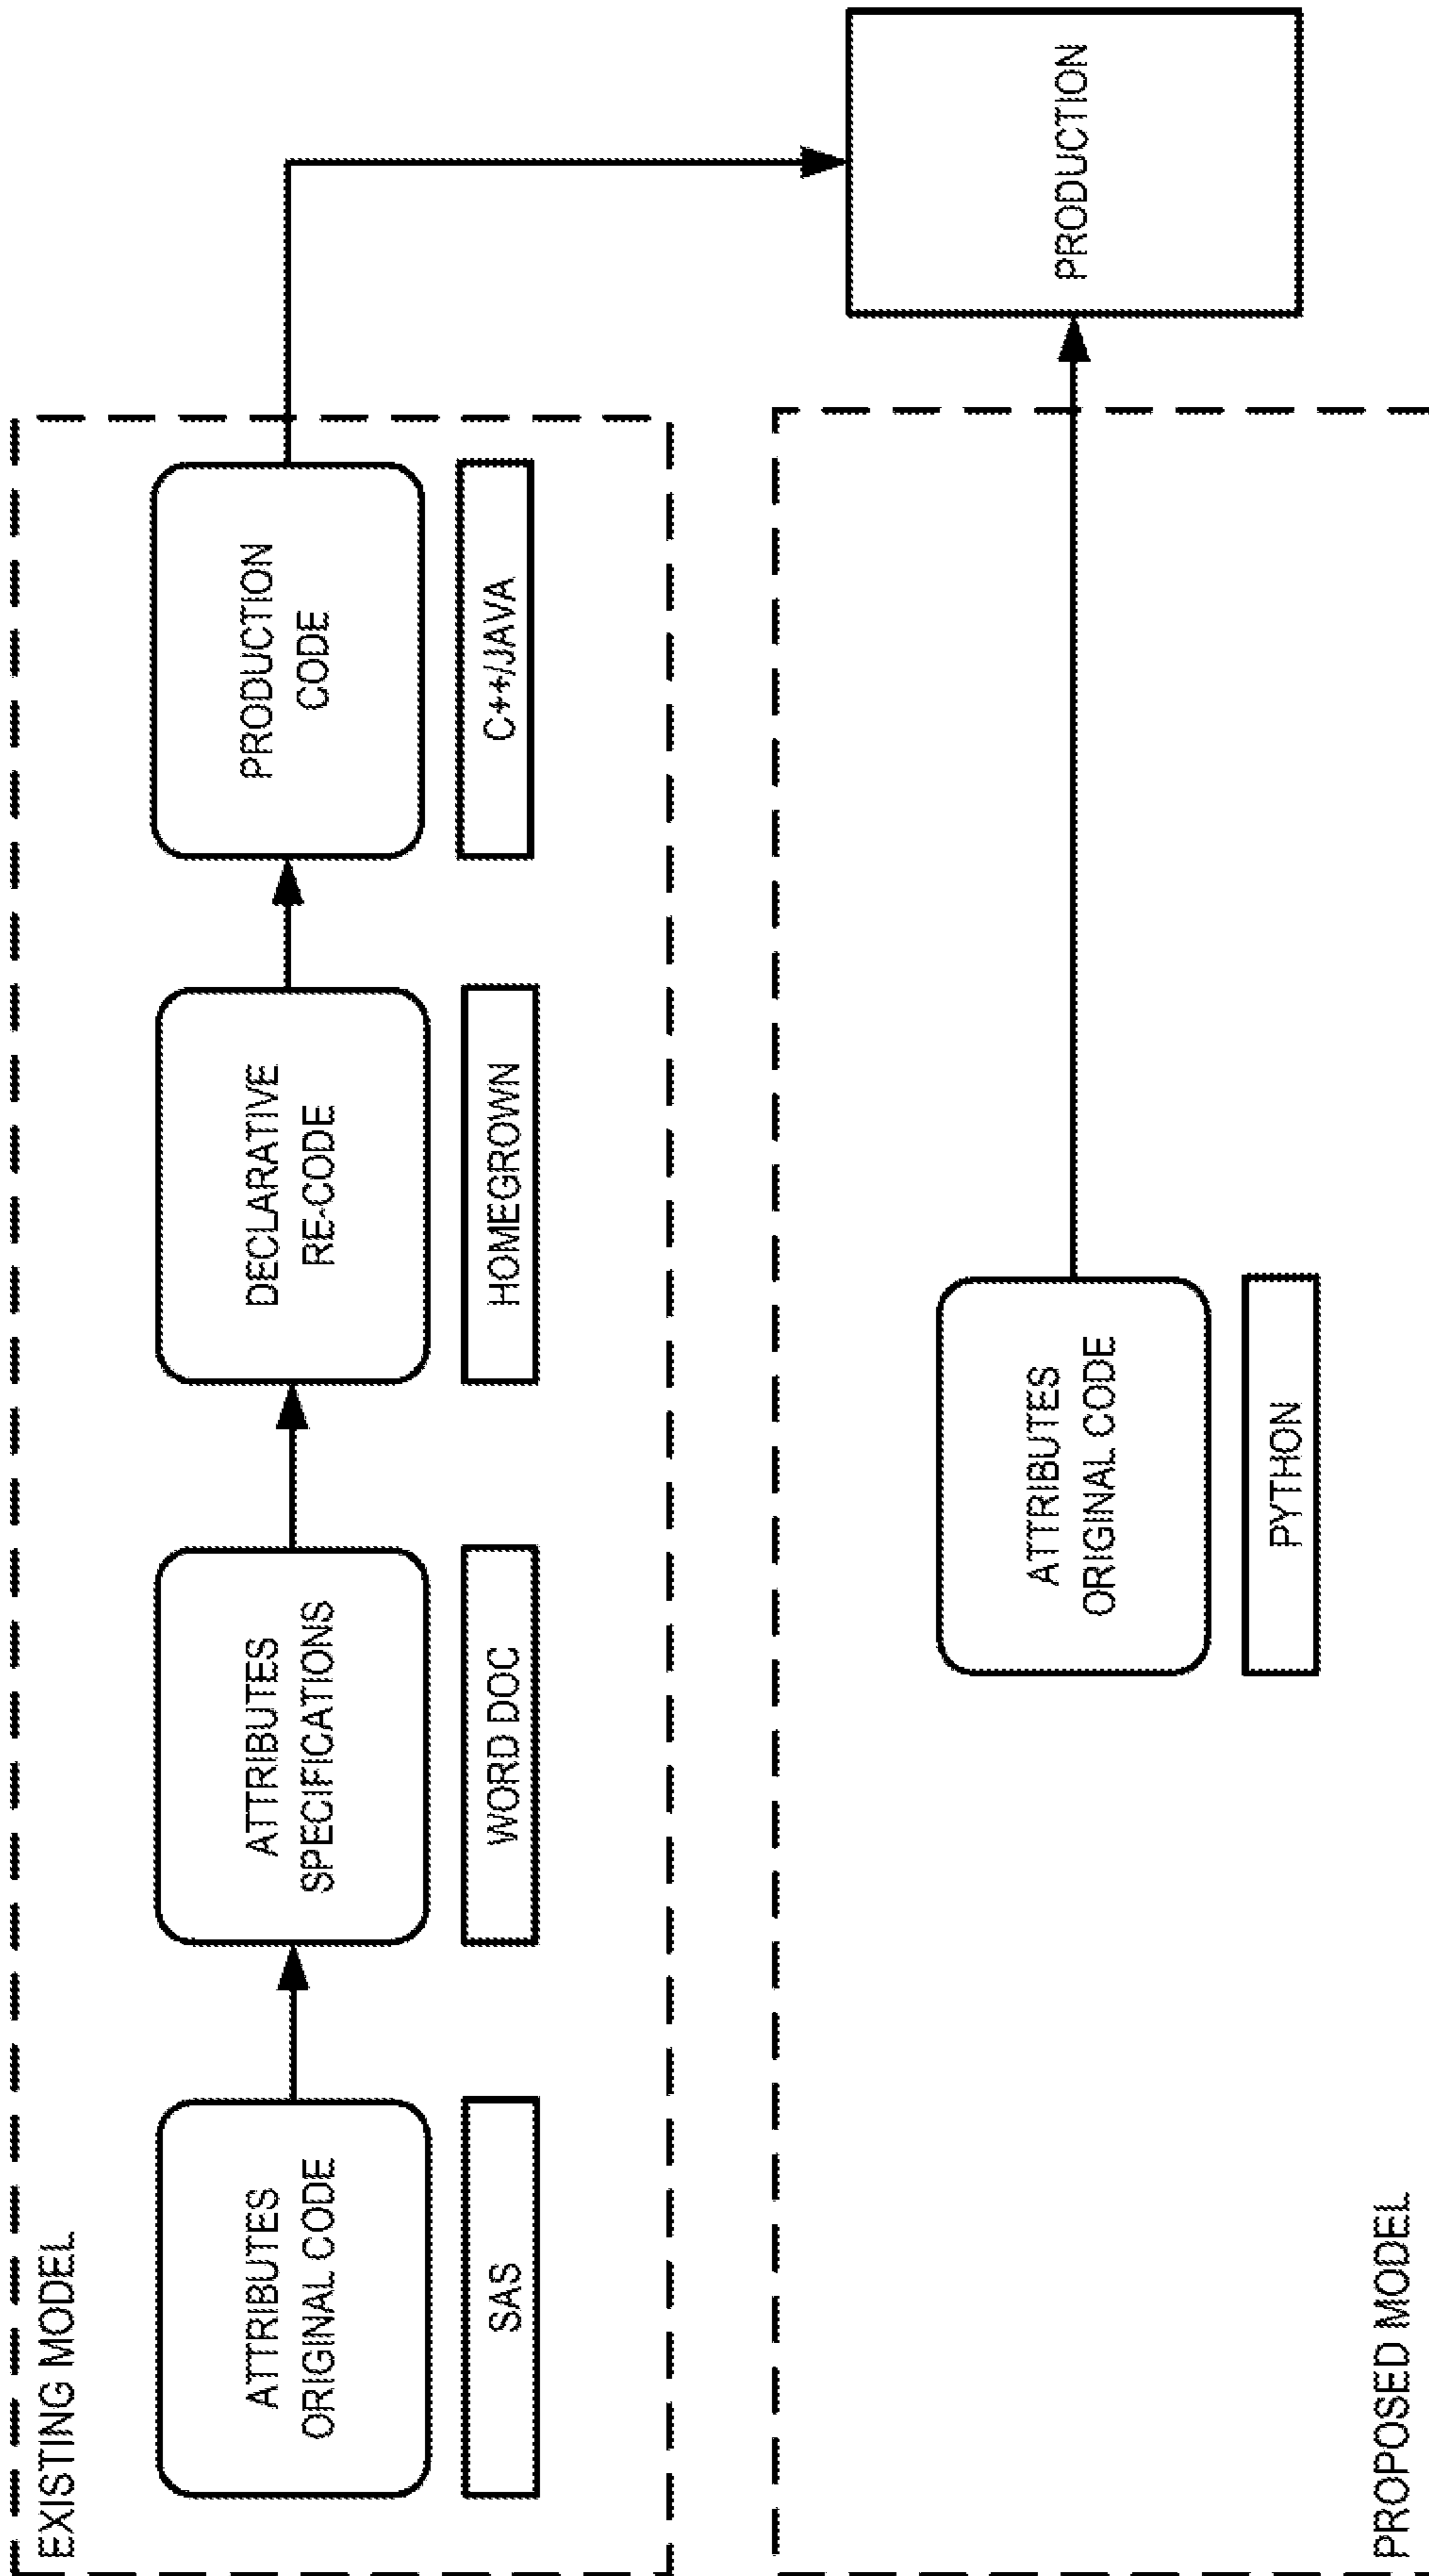 EXISTING MODEL
ATTRIBUTES
ORIGINAL CODE
SAS
ATTRIBUTES
SPECIFICATIONS
WORD DOC
DECLARATIVE
RE-CODE
HOMEGROWN
PRODUCTION
CODE
C++/JAVA
ATTRIBUTES
ORIGINAL CODE
PYTHON
PROPOSED MODEL
PRODUCTION